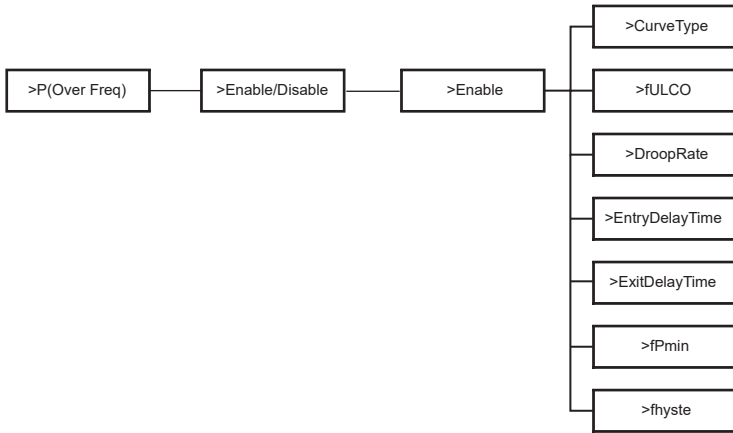 >P(Over Freq)
>Enable/Disable
>Enable
>CurveType
>fULCO
>DroopRate
>EntryDelayTime
>ExitDelayTime
>fPmin
>fhyste